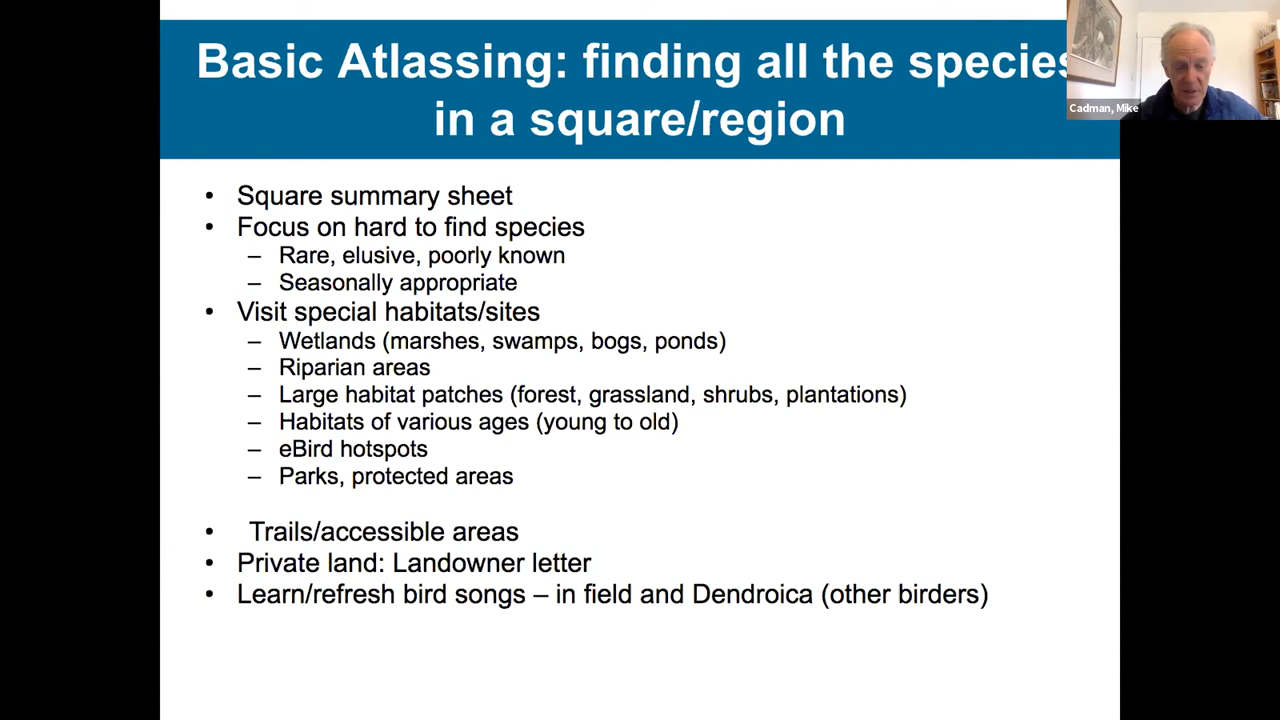 Basic Atlassing: finding all the species
in a square/region
Cadman, Mike
• Square summary sheet
• Focus on hard to find species
– Rare, elusive, poorly known
– Seasonally appropriate
• Visit special habitats/sites
– Wetlands (marshes, swamps, bogs, ponds)
– Riparian areas
– Large habitat patches (forest, grassland, shrubs, plantations)
– Habitats of various ages (young to old)
– eBird hotspots
– Parks, protected areas
• Trails/accessible areas
• Private land: Landowner letter
• Learn/refresh bird songs – in field and Dendroica (other birders)